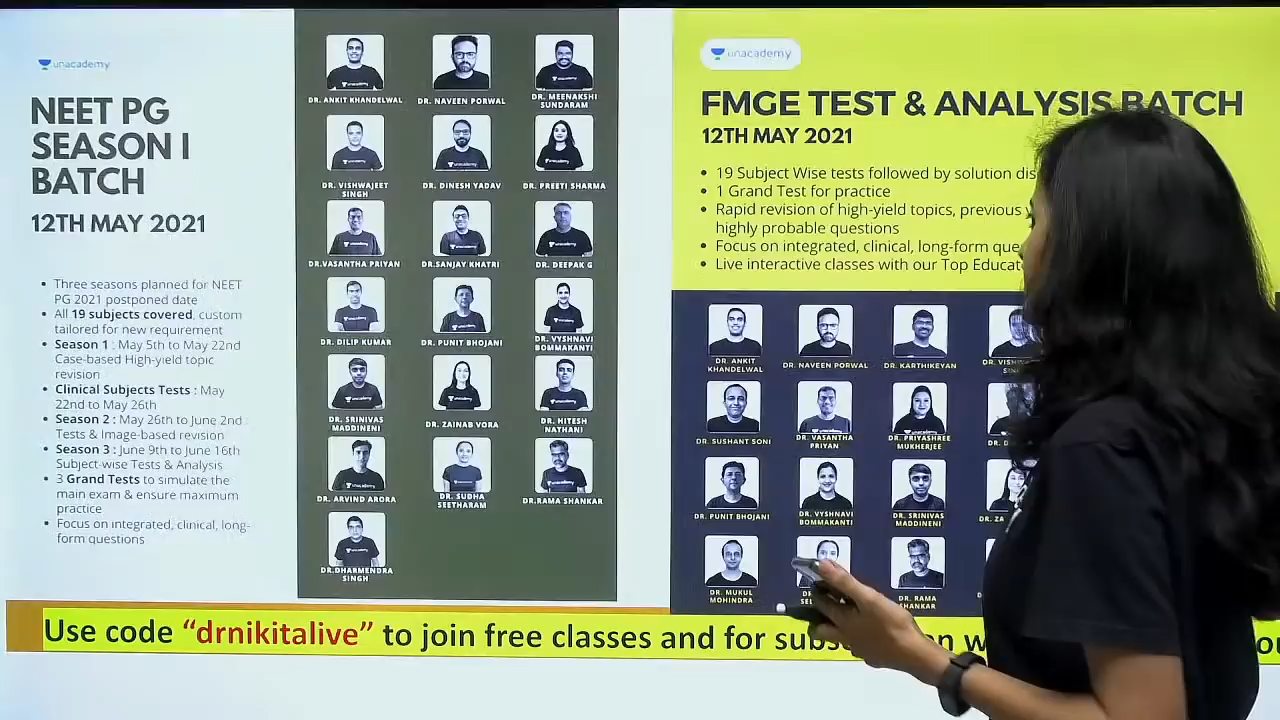 unacademy
NEET PG
SEASON I
BATCH
12TH MAY 2021
Three seasons planned for NEET
PG 2021 postponed date
All 19 subjects covered, custom
tailored for new requirement
Season 1 : May 5th to May 22nd
Case-based High-yield topic
revision
Clinical Subjects Tests : May
22nd to May 26th
Season 2 : May 26th to June 2nd
Tests & Image-based revision
Season 3 : June 9th to June 16th
Subject-wise Tests & Analysis
3 Grand Tests to simulate the
main exam & ensure maximum
practice
Focus on integrated, clinical, long-
form questions
DR. ANKIT KHANDELWAL
DR. NAVEEN PORWAL
DR. MEENAKSHI
SUNDARAM
DR. VISHWAJEET
SINGH
DR. DINESH YADAV
DR. PREETI SHARMA
DR.VASANTHA PRIYAN
DR.SANJAY KHATRI
DR. DEEPAK G
DR. DILIP KUMAR
DR. PUNIT BHOJANI
DR. VYSHNAVI
BOMMAKANTI
DR. SRINIVAS
MADDINENI
DR. ZAINAB VORA
DR. HITESH
NATHANI
DR. ARVIND ARORA
DR. SUDHA
SEETHARAM
DR.RAMA SHANKAR
DR.DHARMENDRA
SINGH
unacademy
FMGE TEST & ANALYSIS BATCH
12TH MAY 2021
19 Subject Wise tests followed by solution
1 Grand Test for practice
Rapid revision of high-yield topics, previous
highly probable questions
Focus on integrated, clinical, long-form
Live interactive classes with our Top
DR. ANKIT
KHANDELWAL
DR. NAVEEN PORWAL
DR. KARTHIKEYAN
DR. SUSHANT SONI
DR. VASANTHA
PRIYAN
DR. PRIYASHREE
MUKHERJEE
DR. PUNIT BHOJANI
DR. VYSHNAVI
BOMMAKANTI
DR. SRINIVAS
MADDINENI
DR. MUKUL
MOHINDRA
DR. RAMA
SHANKAR
Use code “drnikitalive” to join free classes and for